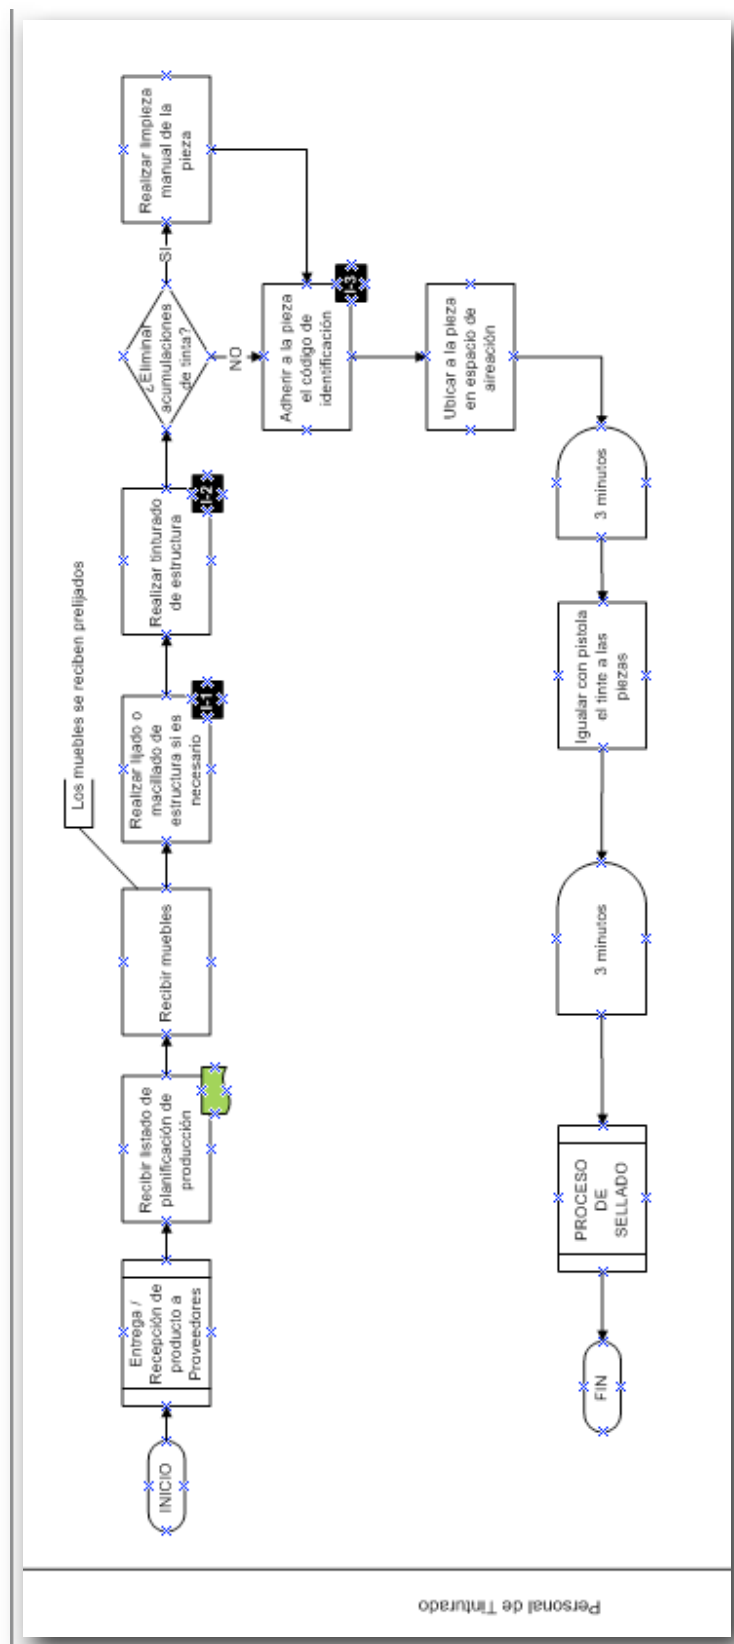 Personal de Tinturado
INICIO
Entrega /
Recepción de
producto a
Proveedores
Recibir listado de
planificación de
producción
Recibir muebles
Los muebles se reciben prelijados
Realizar lijado o
macillado de
estructura si es
necesario
I-1
Realizar tinturado
de estructura
I-2
¿Eliminar
acumulaciones
de tinta?
SI
NO
Realizar limpieza
manual de la
pieza
Adherir a la pieza
el código de
identificación
I-3
Ubicar a la pieza
en espacio de
aireación
3 minutos
Igualar con pistola
el tinte a las
piezas
3 minutos
PROCESO
DE
SELLADO
FIN